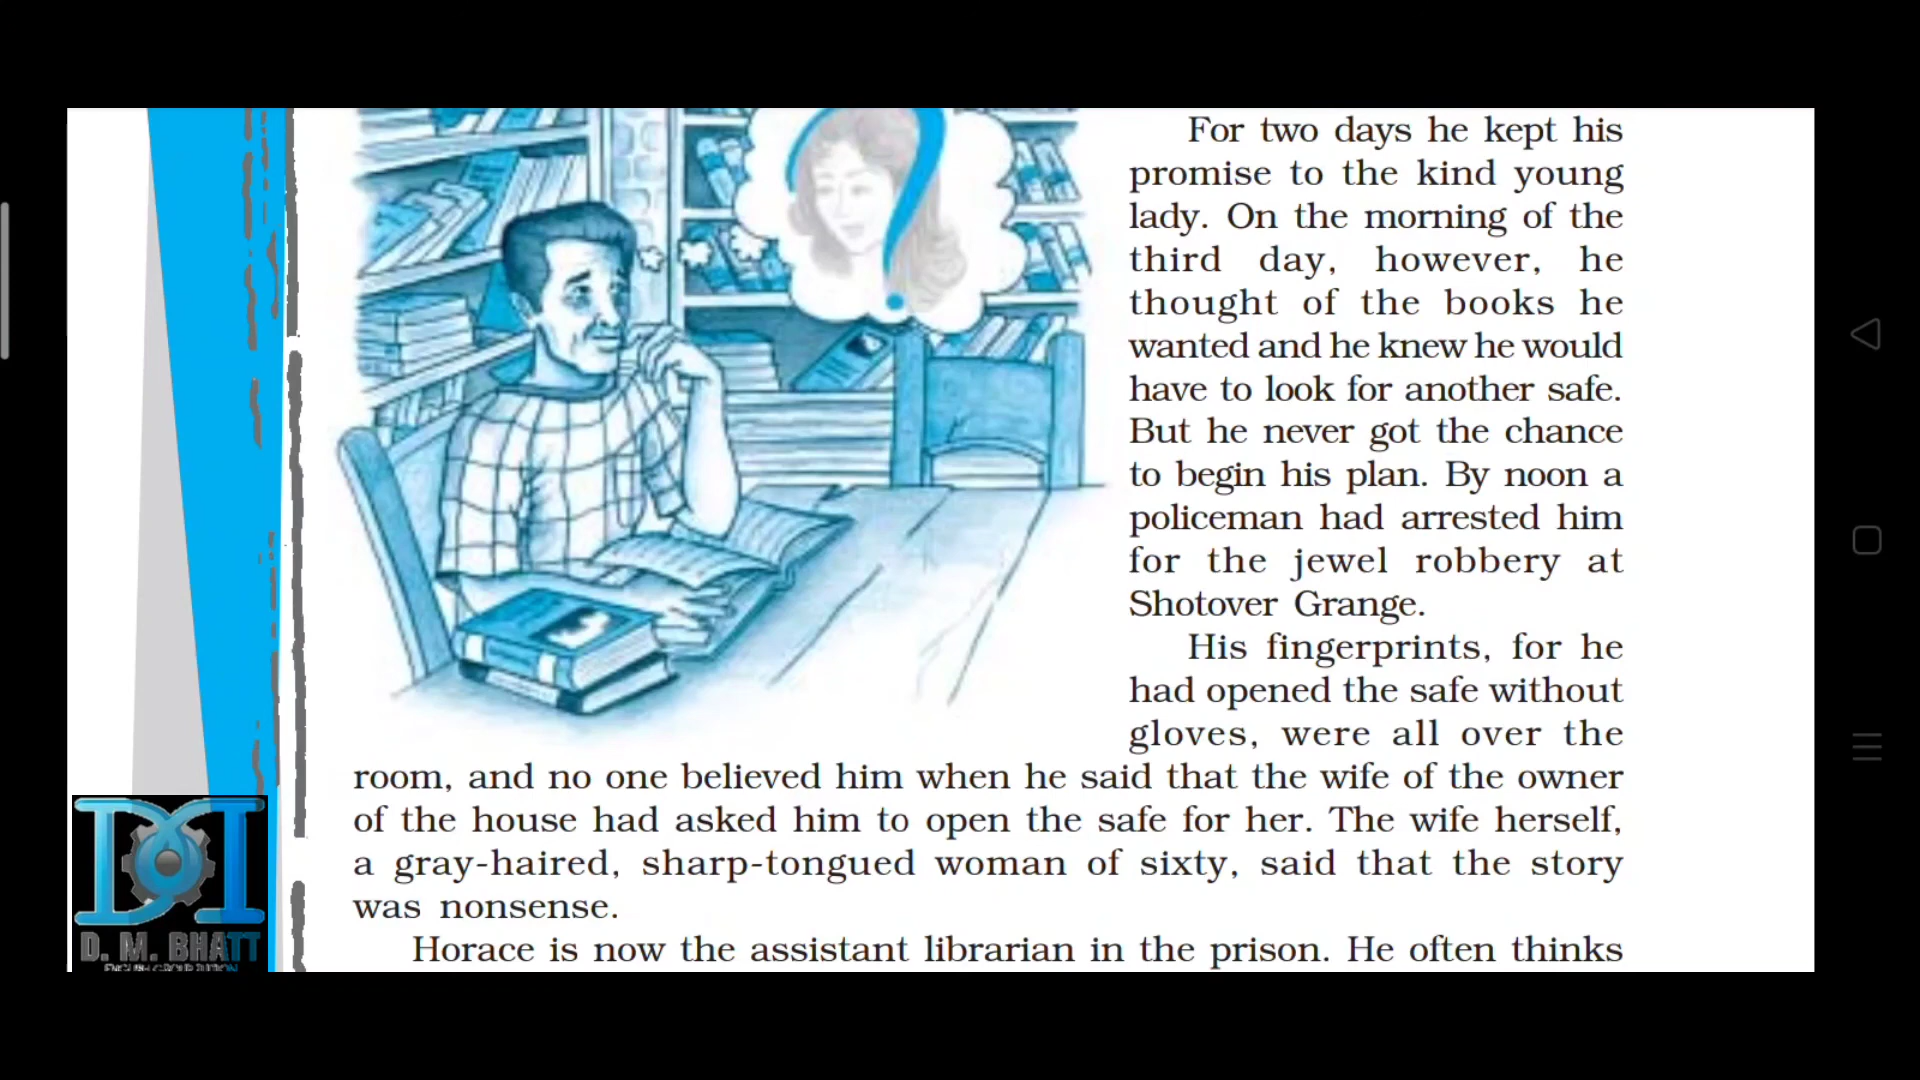 For two days he kept his
promise to the kind young
lady. On the morning of the
third day, however, he
thought of the books he
wanted and he knew he would
have to look for another safe.
But he never got the chance
to begin his plan. By noon a
policeman had arrested him
for the jewel robbery at
Shotover Grange.
His fingerprints, for he
had opened the safe without
gloves, were all over the
room, and no one believed him when he said that the wife of the owner
of the house had asked him to open the safe for her. The wife herself,
a gray-haired, sharp-tongued woman of sixty, said that the story
was nonsense.
Horace is now the assistant librarian in the prison. He often thinks
D. M. BHATT